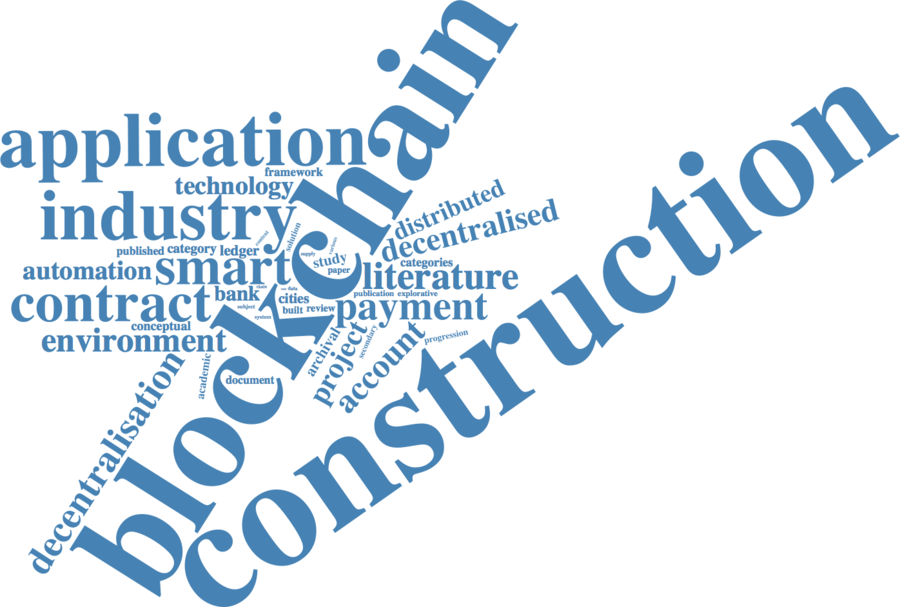 blockchain
construction
application
framework
technology
industry
distributed
decentralised
solution
published
category
ledger
supply
study
paper
categories
automation
smart
literature
contract
bank
chain
data
cities
publication
explorative
subject
system
built
review
payment
conceptual
environment
archival
project
secondary
account
progression
academic
document
decentralisation